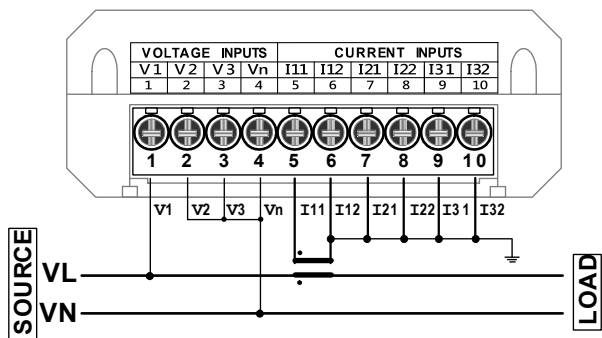 VOLTAGE INPUTS CURRENT INPUTS
V1 V2 V3 Vn I11 I12 I21 I22 I31 I32
1 2 3 4 5 6 7 8 9 10
1 2 3 4 5 6 7 8 9 10
V1 V2 V3 Vn I11 I12 I21 I22 I31 I32
SOURCE
VL
VN
LOAD